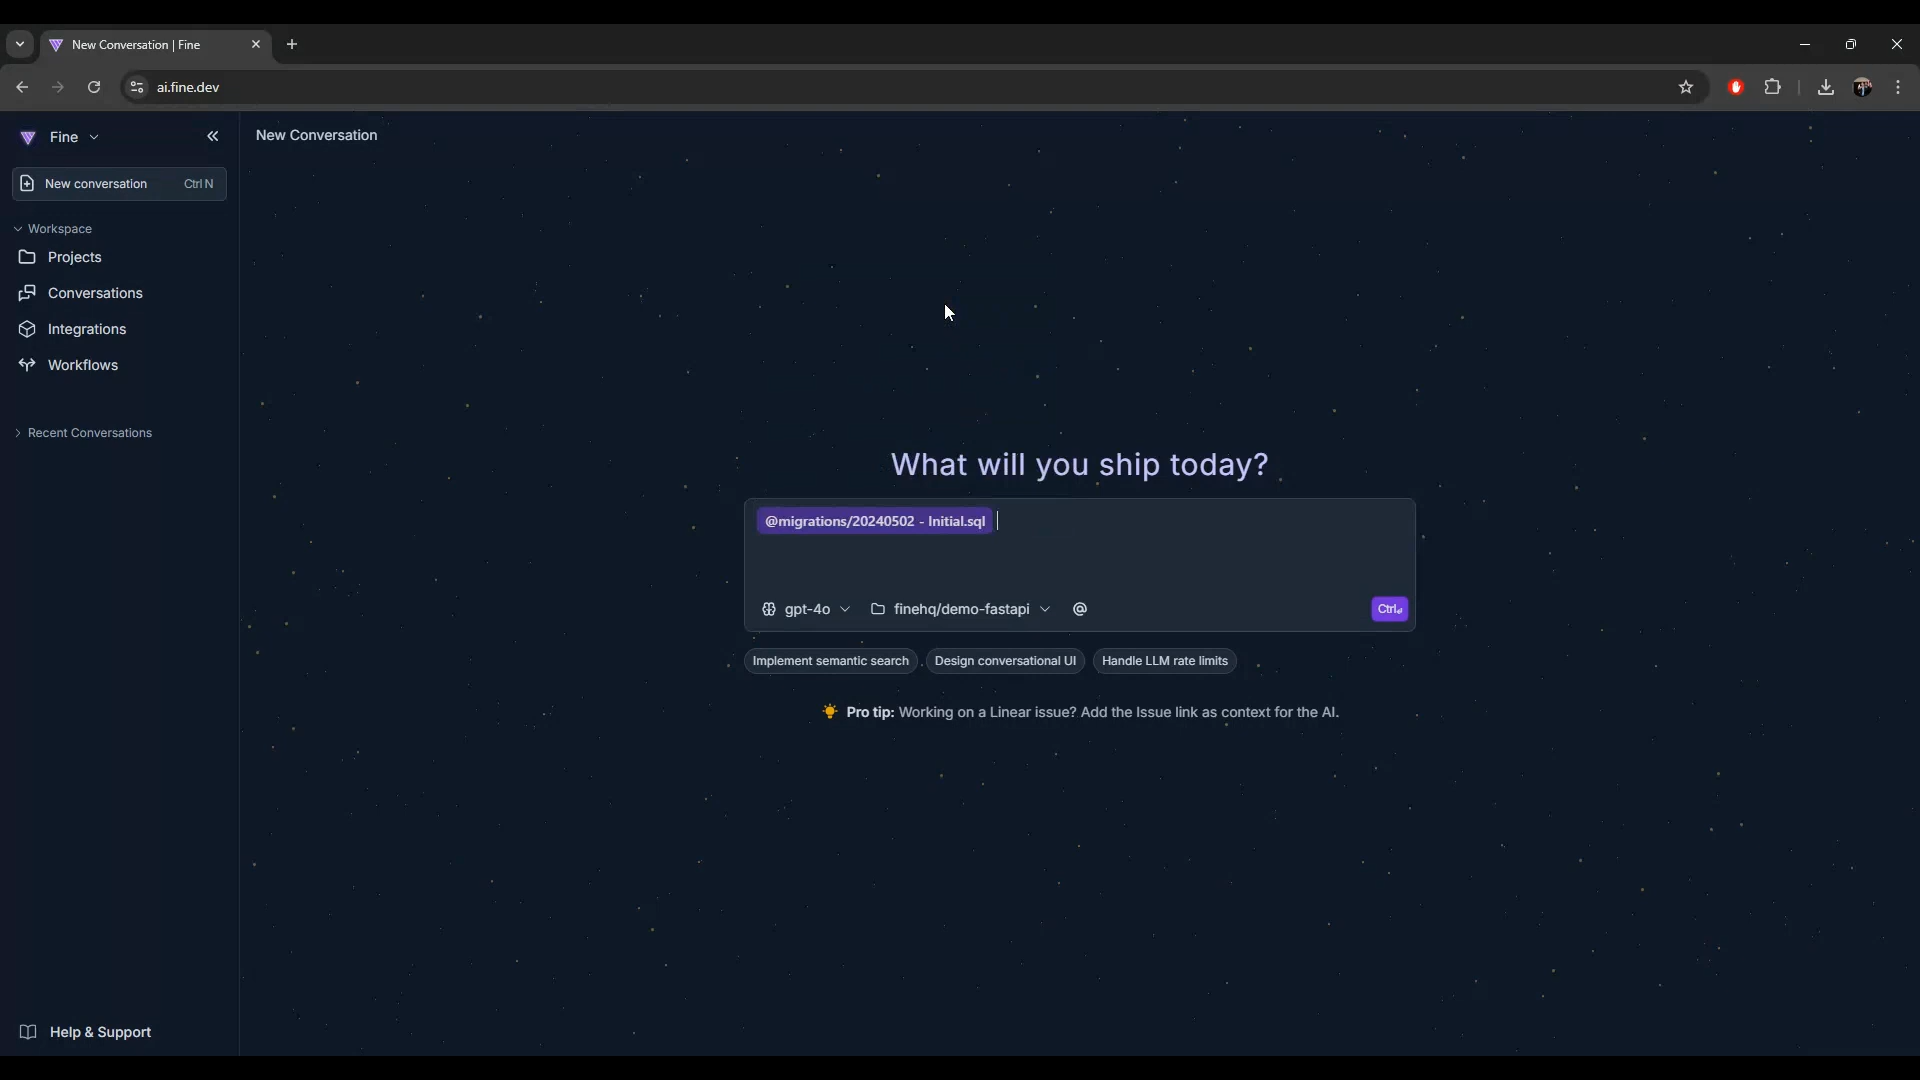 New Conversation | Fine
ai.fine.dev
Fine
New Conversation
New conversation Ctrl N
Workspace
Projects
Conversations
Integrations
Workflows
Recent Conversations
What will you ship today?
@migrations/20240502 - Initial.sql
gpt-4o finehq/demo-fastapi @
Ctrl
Implement semantic search Design conversational UI Handle LLM rate limits
Pro tip: Working on a Linear issue? Add the Issue link as context for the AI.
Help & Support